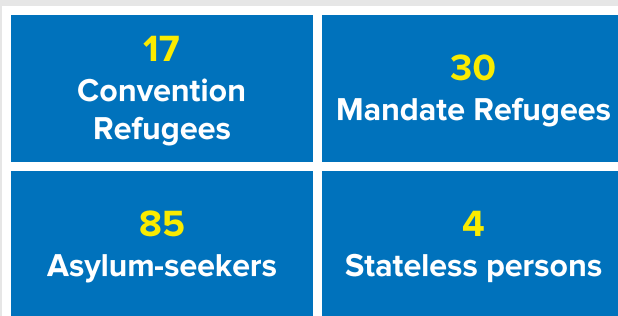 17
Convention
Refugees
30
Mandate Refugees
85
Asylum-seekers
4
Stateless persons